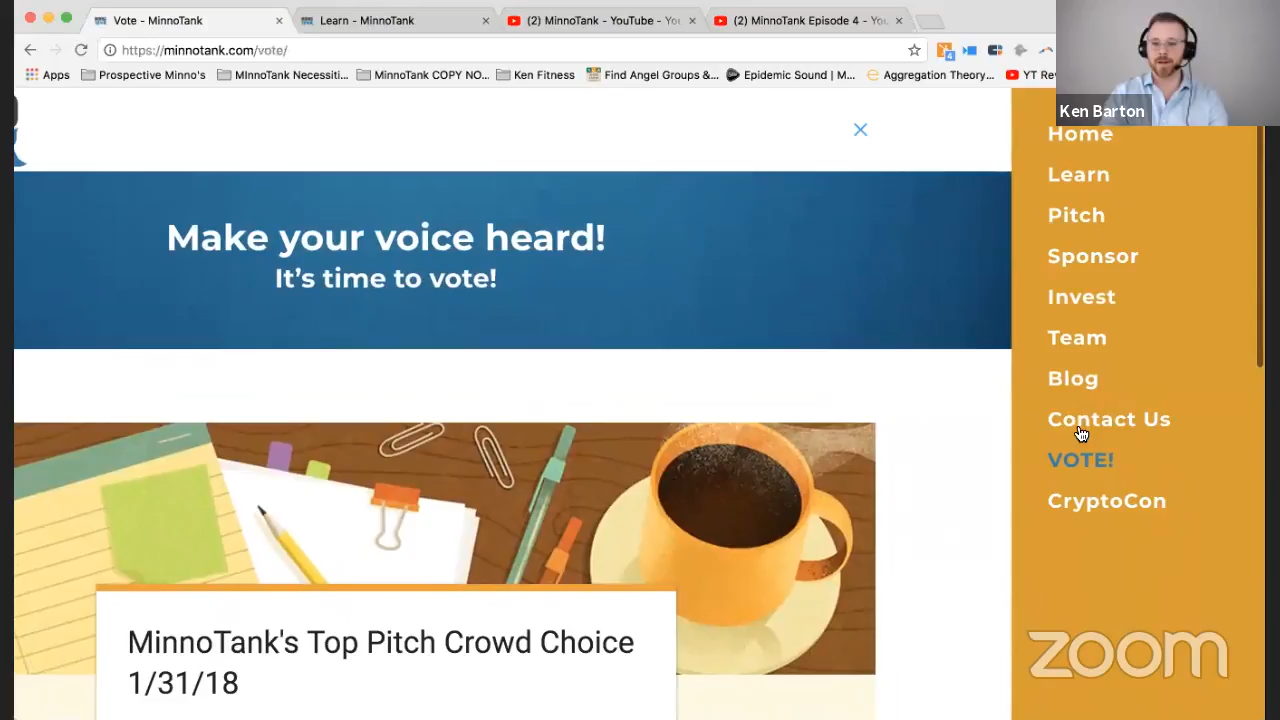 Vote - MinnoTank
Learn - MinnoTank
(2) MinnoTank - YouTube - Yo
(2) MinnoTank Episode 4 - You
https://minnotank.com/vote/
4
Apps
Prospective Minno's
MInnoTank Necessiti...
MinnoTank COPY NO...
Ken Fitness
Find Angel Groups &...
Epidemic Sound | M...
Aggregation Theory...
YT Re
Ken Barton
Home
Learn
Pitch
Sponsor
Invest
Team
Blog
Contact Us
VOTE!
CryptoCon
Make your voice heard!
It's time to vote!
MinnoTank's Top Pitch Crowd Choice
1/31/18
zoom